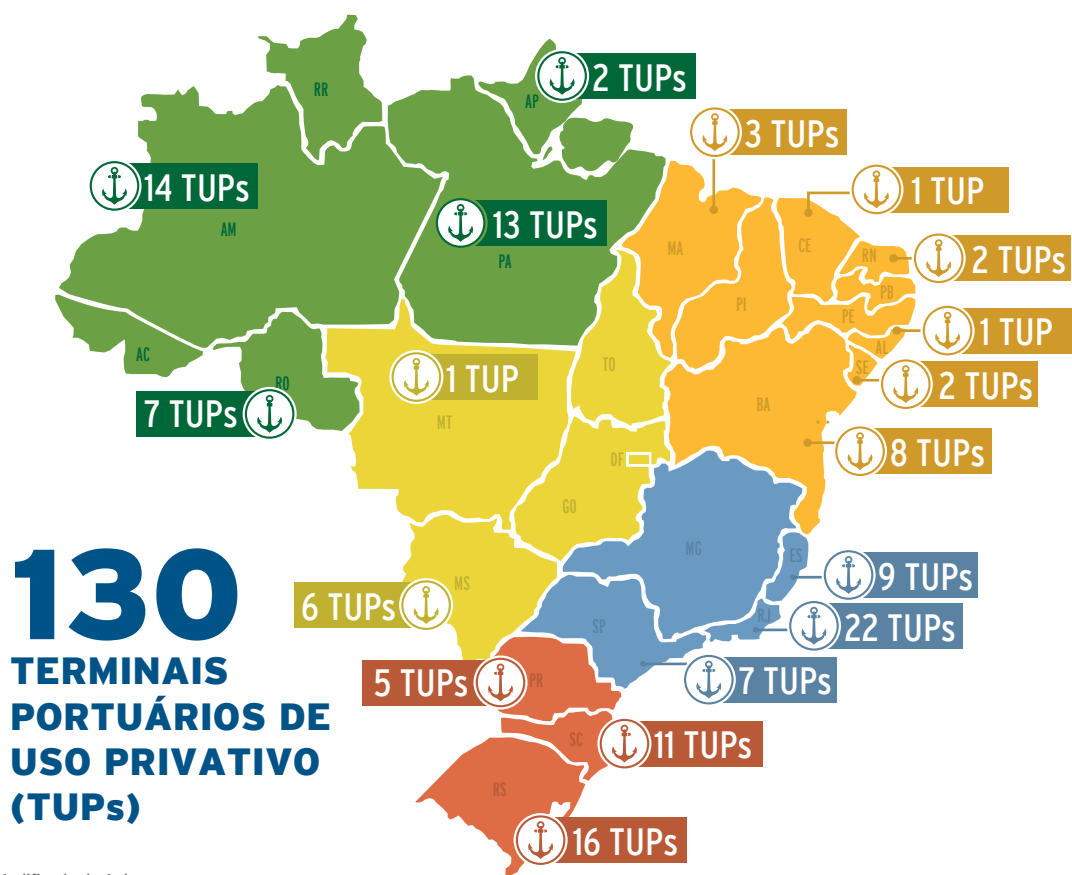 RR
AP
2 TUPs
3 TUPs
14 TUPs
1 TUP
AM
13 TUPs
PA
MA
CE
RN
2 TUPs
PI
PB
PE
1 TUP
AL
AC
RO
1 TUP
TO
SE
2 TUPs
7 TUPs
MT
BA
8 TUPs
DF
GO
130
TERMINAIS
PORTUÁRIOS DE
USO PRIVATIVO
(TUPs)
MG
ES
9 TUPs
MS
6 TUPs
SP
RJ
22 TUPs
5 TUPs
PR
7 TUPs
SC
11 TUPs
RS
16 TUPs